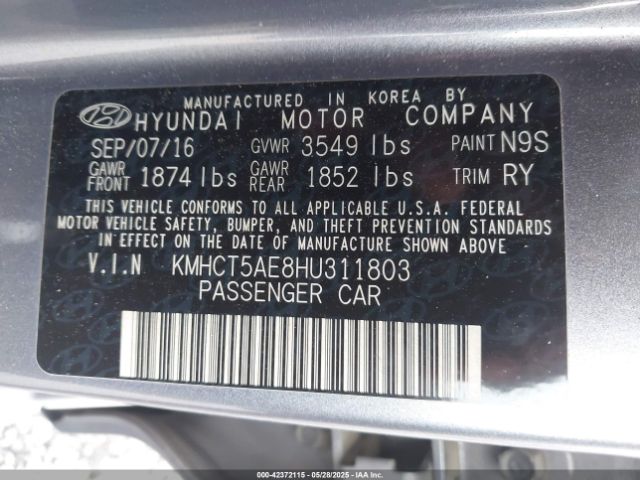 MANUFACTURED IN KOREA BY
HYUNDAI MOTOR COMPANY
SEP/07/16 GVWR 3549 lbs PAINT N9S
GAWR FRONT 1874 lbs GAWR REAR 1852 lbs TRIM RY
THIS VEHICLE CONFORMS TO ALL APPLICABLE U.S.A. FEDERAL
MOTOR VEHICLE SAFETY, BUMPER, AND THEFT PREVENTION STANDARDS
IN EFFECT ON THE DATE OF MANUFACTURE SHOWN ABOVE
V.I.N KMHCT5AE8HU311803
PASSENGER CAR
000-42372115 - 05/28/2025 - IAAI.COM